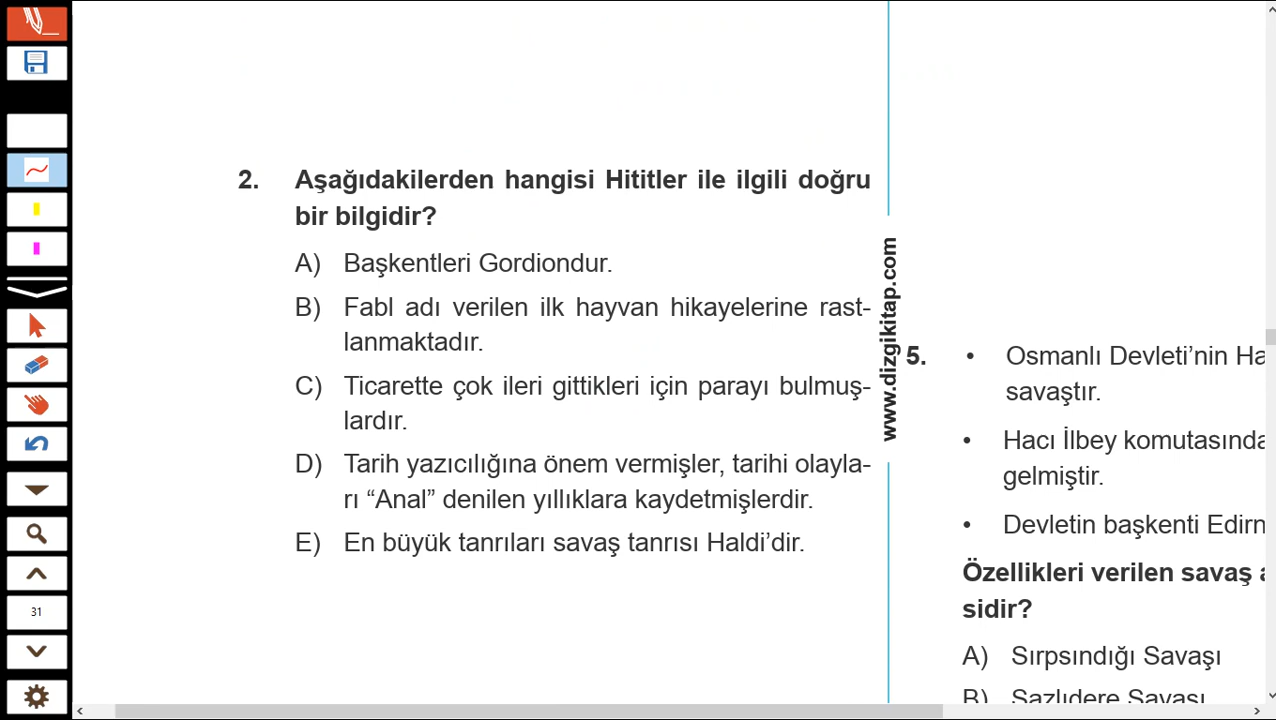 2. Aşağıdakilerden hangisi Hititler ile ilgili doğru
bir bilgidir?
A) Başkentleri Gordiondur.
B) Fabl adı verilen ilk hayvan hikayelerine rast-
lanmaktadır.
C) Ticarette çok ileri gittikleri için parayı bulmuş-
lardır.
D) Tarih yazıcılığına önem vermişler, tarihi olayla-
rı “Anal” denilen yıllıklara kaydetmişlerdir.
E) En büyük tanrıları savaş tanrısı Haldi’dir.
www.dizgikitap.com
5. • Osmanlı Devleti’nin Ha
savaştır.
• Hacı İlbey komutasında
gelmiştir.
• Devletin başkenti Edirn
Özellikleri verilen savaş a
sidir?
A) Sırpsındığı Savaşı
B) Sazlıdere Savaşı
31